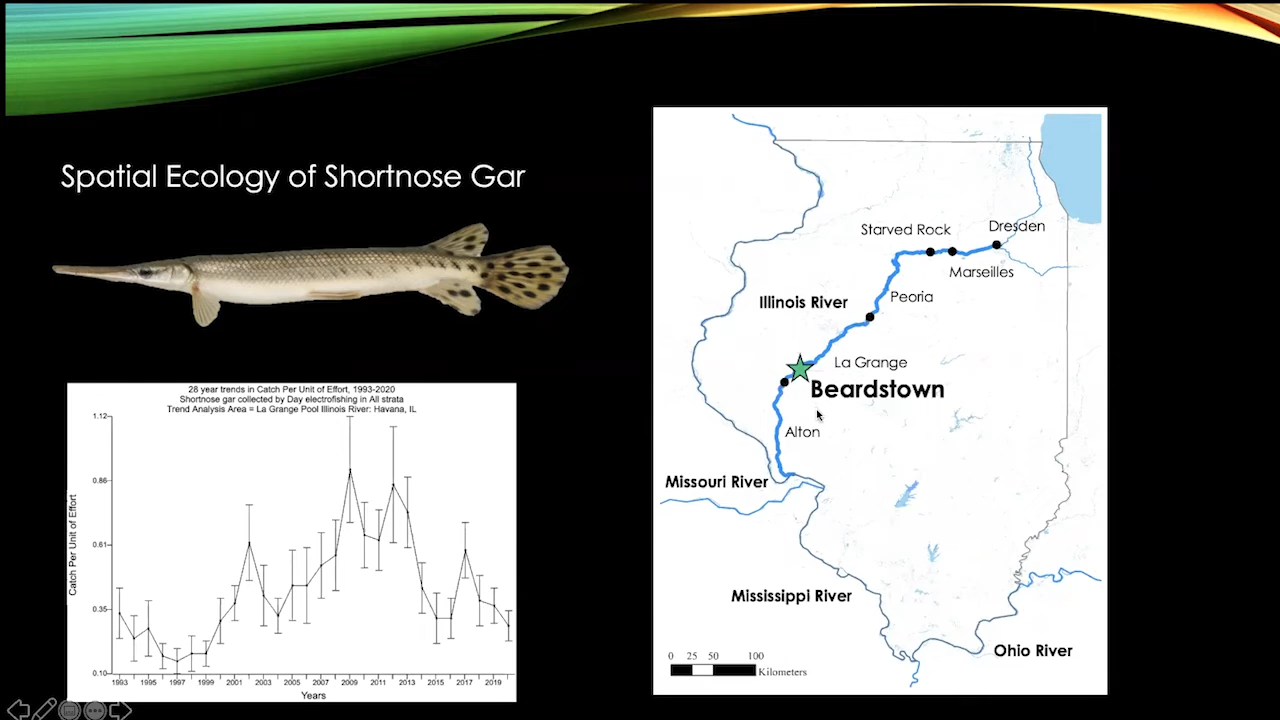 Spatial Ecology of Shortnose Gar
28 year trends in Catch Per Unit of Effort, 1993-2020
Shortnose gar collected by Day electrofishing in All strata
Trend Analysis Area = La Grange Pool Illinois River: Havana, IL
1.12
0.86
0.61
0.35
0.10
Catch Per Unit of Effort
1993 1995 1997 1999 2001 2003 2005 2007 2009 2011 2013 2015 2017 2019
Years
Starved Rock
Dresden
Marseilles
Illinois River
Peoria
La Grange
Beardstown
Alton
Missouri River
Mississippi River
Ohio River
0 25 50 100
Kilometers